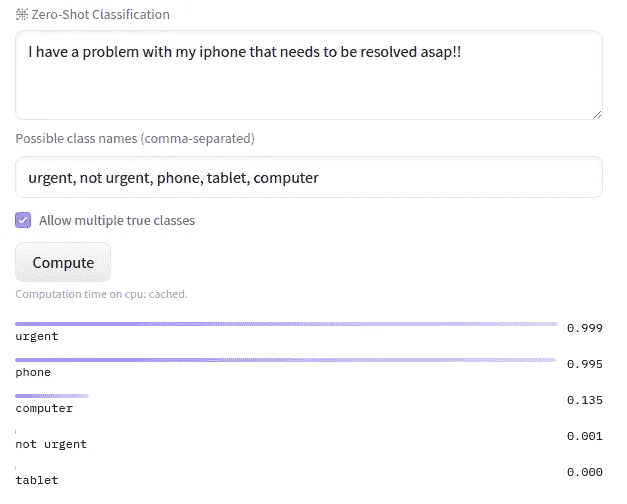 Zero-Shot Classification
I have a problem with my iphone that needs to be resolved asap!!
Possible class names (comma-separated)
urgent, not urgent, phone, tablet, computer
Allow multiple true classes
Compute
Computation time on cpu: cached.
urgent 0.999
phone 0.995
computer 0.135
not urgent 0.001
tablet 0.000